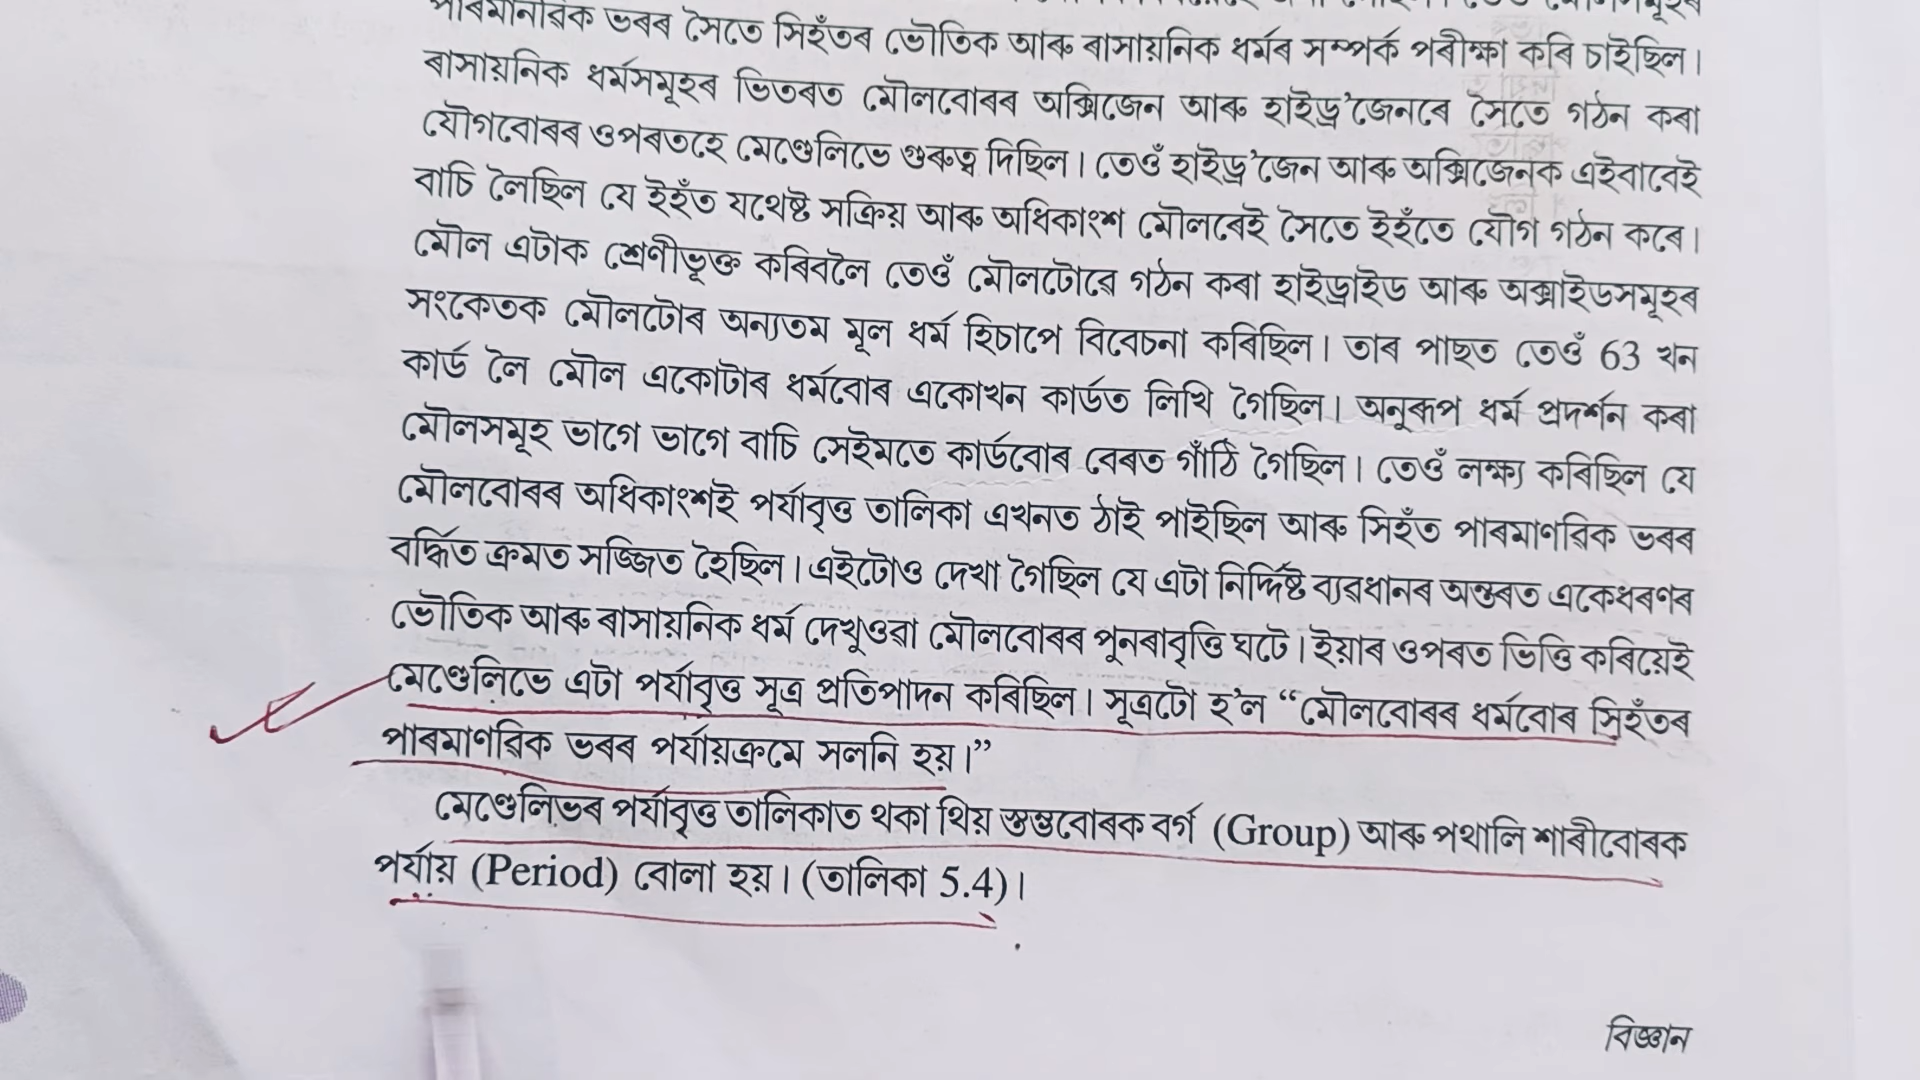 পাৰমাণৱিক ভৰৰ সৈতে সিহঁতৰ ভৌতিক আৰু ৰাসায়নিক ধৰ্মৰ সম্পৰ্ক পৰীক্ষা কৰি চাইছিল।
ৰাসায়নিক ধৰ্মসমূহৰ ভিতৰত মৌলবোৰৰ অক্সিজেন আৰু হাইড্ৰ'জেনৰে সৈতে গঠন কৰা
যৌগবোৰৰ ওপৰতহে মেণ্ডেলিভে গুৰুত্ব দিছিল। তেওঁ হাইড্ৰ'জেন আৰু অক্সিজেনক এইবাবেই
বাচি লৈছিল যে ইহঁত যথেষ্ট সক্ৰিয় আৰু অধিকাংশ মৌলৰেই সৈতে ইহঁতে যৌগ গঠন কৰে।
মৌল এটাক শ্ৰেণীভূক্ত কৰিবলৈ তেওঁ মৌলটোৱে গঠন কৰা হাইড্ৰাইড আৰু অক্সাইডসমূহৰ
সংকেতক মৌলটোৰ অন্যতম মূল ধৰ্ম হিচাপে বিবেচনা কৰিছিল। তাৰ পাছত তেওঁ 63 খন
কাৰ্ড লৈ মৌল একোটাৰ ধৰ্মবোৰ একোখন কাৰ্ডত লিখি গৈছিল। অনুৰূপ ধৰ্ম প্ৰদৰ্শন কৰা
মৌলসমূহ ভাগে ভাগে বাচি সেইমতে কাৰ্ডবোৰ বেৰত গাঁঠি গৈছিল। তেওঁ লক্ষ্য কৰিছিল যে
মৌলবোৰৰ অধিকাংশই পৰ্যাবৃত্ত তালিকা এখনত ঠাই পাইছিল আৰু সিহঁত পাৰমাণৱিক ভৰৰ
বৰ্দ্ধিত ক্ৰমত সজ্জিত হৈছিল। এইটোও দেখা গৈছিল যে এটা নিৰ্দ্দিষ্ট ব্যৱধানৰ অন্তৰত একেধৰণৰ
ভৌতিক আৰু ৰাসায়নিক ধৰ্ম দেখুওৱা মৌলবোৰৰ পুনৰাবৃত্তি ঘটে। ইয়াৰ ওপৰত ভিত্তি কৰিয়েই
মেণ্ডেলিভে এটা পৰ্যাবৃত্ত সূত্ৰ প্ৰতিপাদন কৰিছিল। সূত্ৰটো হ'ল “মৌলবোৰৰ ধৰ্মবোৰ সিহঁতৰ
পাৰমাণৱিক ভৰৰ পৰ্যায়ক্ৰমে সলনি হয়।”
মেণ্ডেলিভৰ পৰ্যাবৃত্ত তালিকাত থকা থিয় স্তম্ভবোৰক বৰ্গ (Group) আৰু পথালি শাৰীবোৰক
পৰ্যায় (Period) বোলা হয়। (তালিকা 5.4)।
বিজ্ঞান